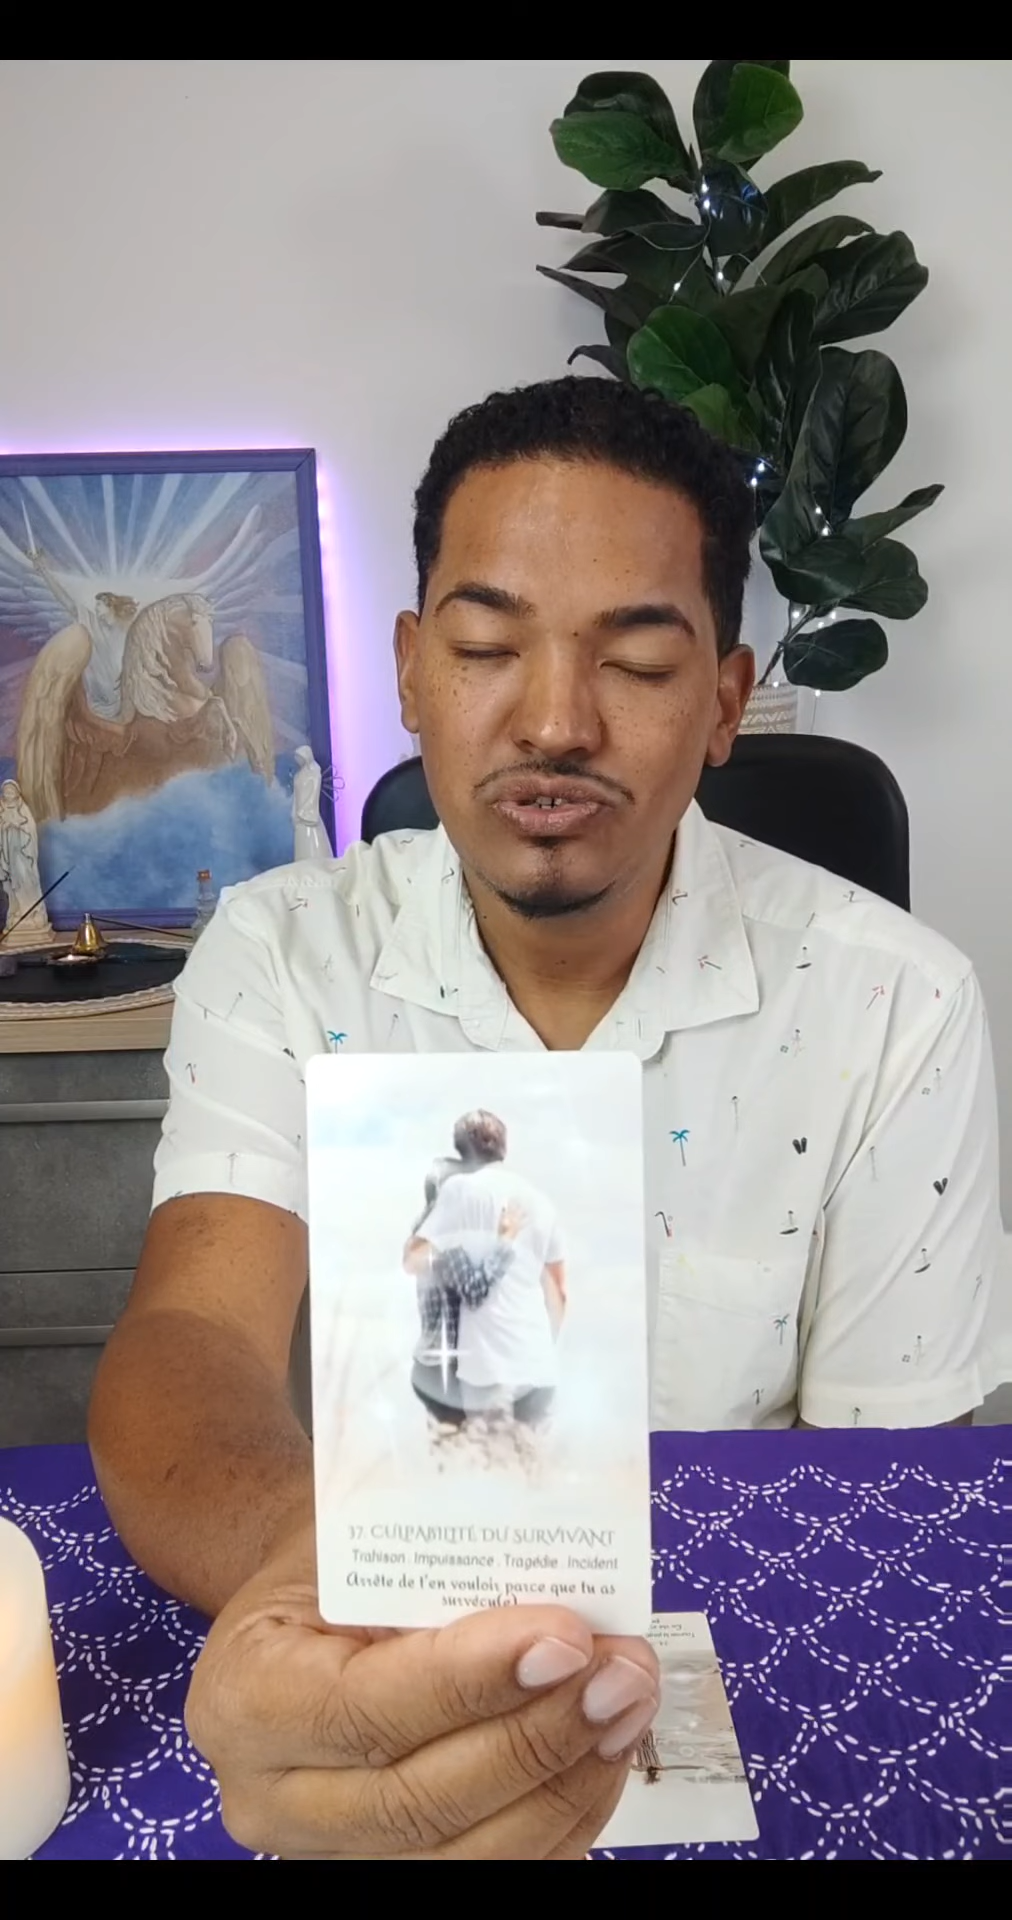 37. CULPABILITÉ DU SURVIVANT
Trahison . Impuissance . Tragédie . Incident
Arrête de t'en vouloir parce que tu as
survécu(e)